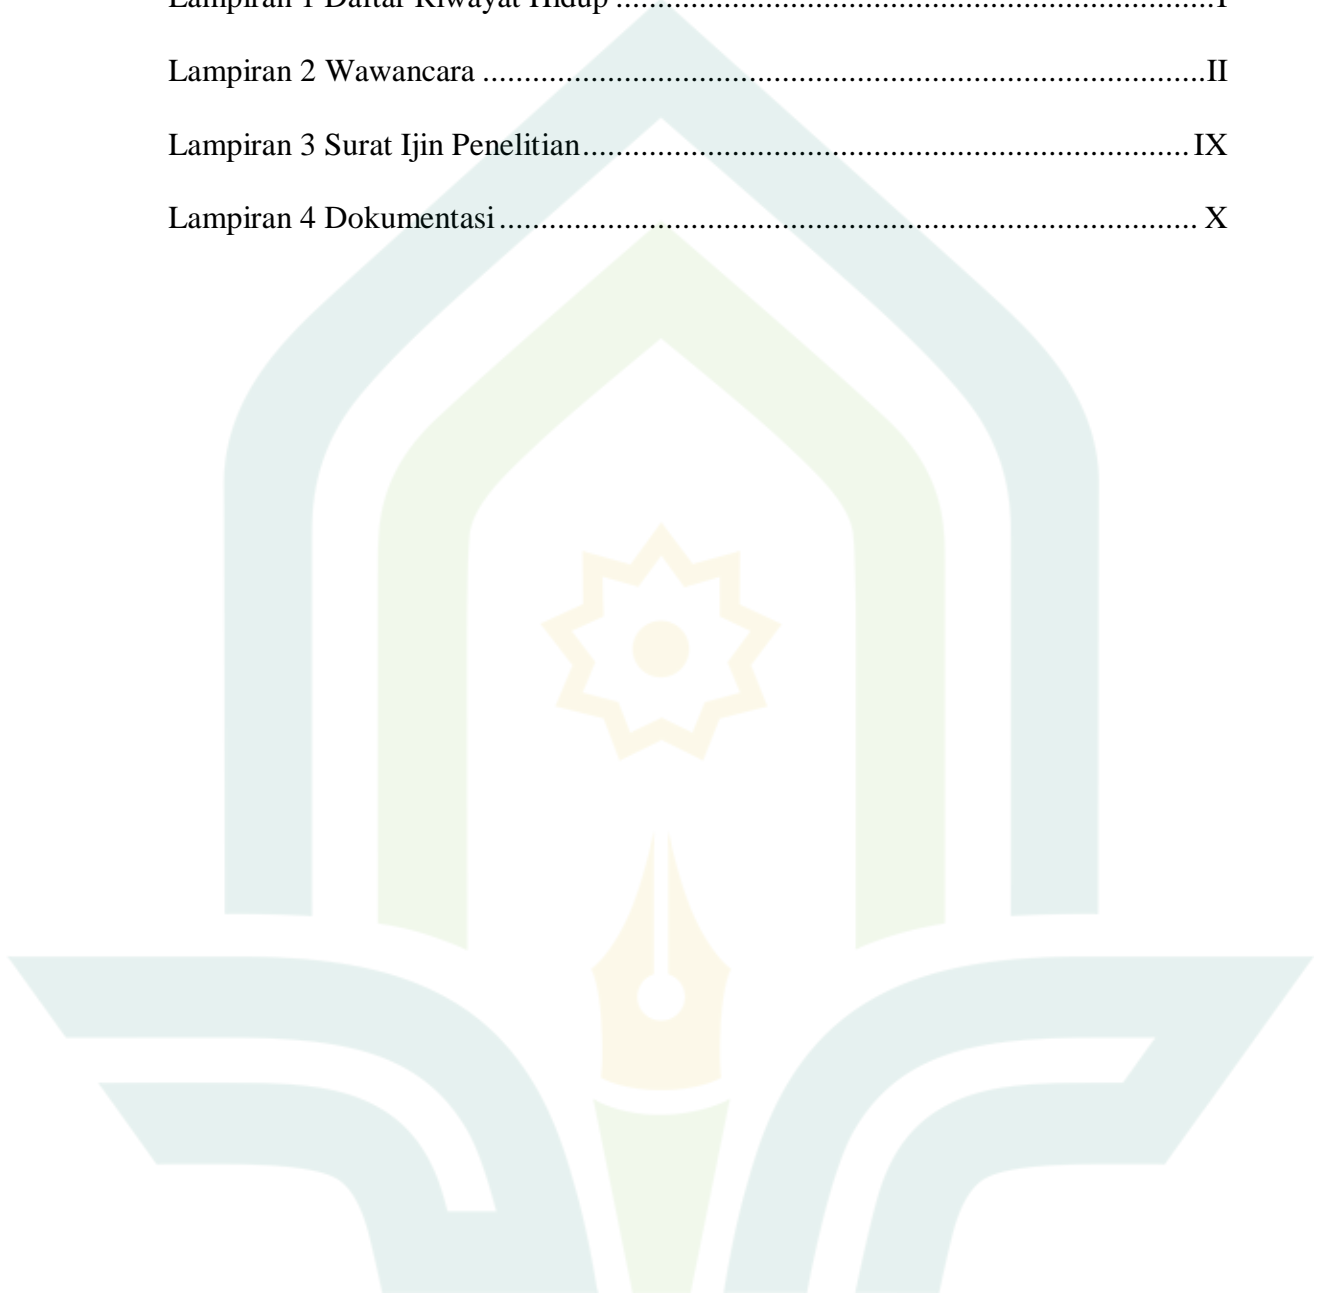 Lampiran 1 Daftar Riwayat Hidup ........................................................................I
Lampiran 2 Wawancara .......................................................................................II
Lampiran 3 Surat Ijin Penelitian......................................................................... IX
Lampiran 4 Dokumentasi .................................................................................... X